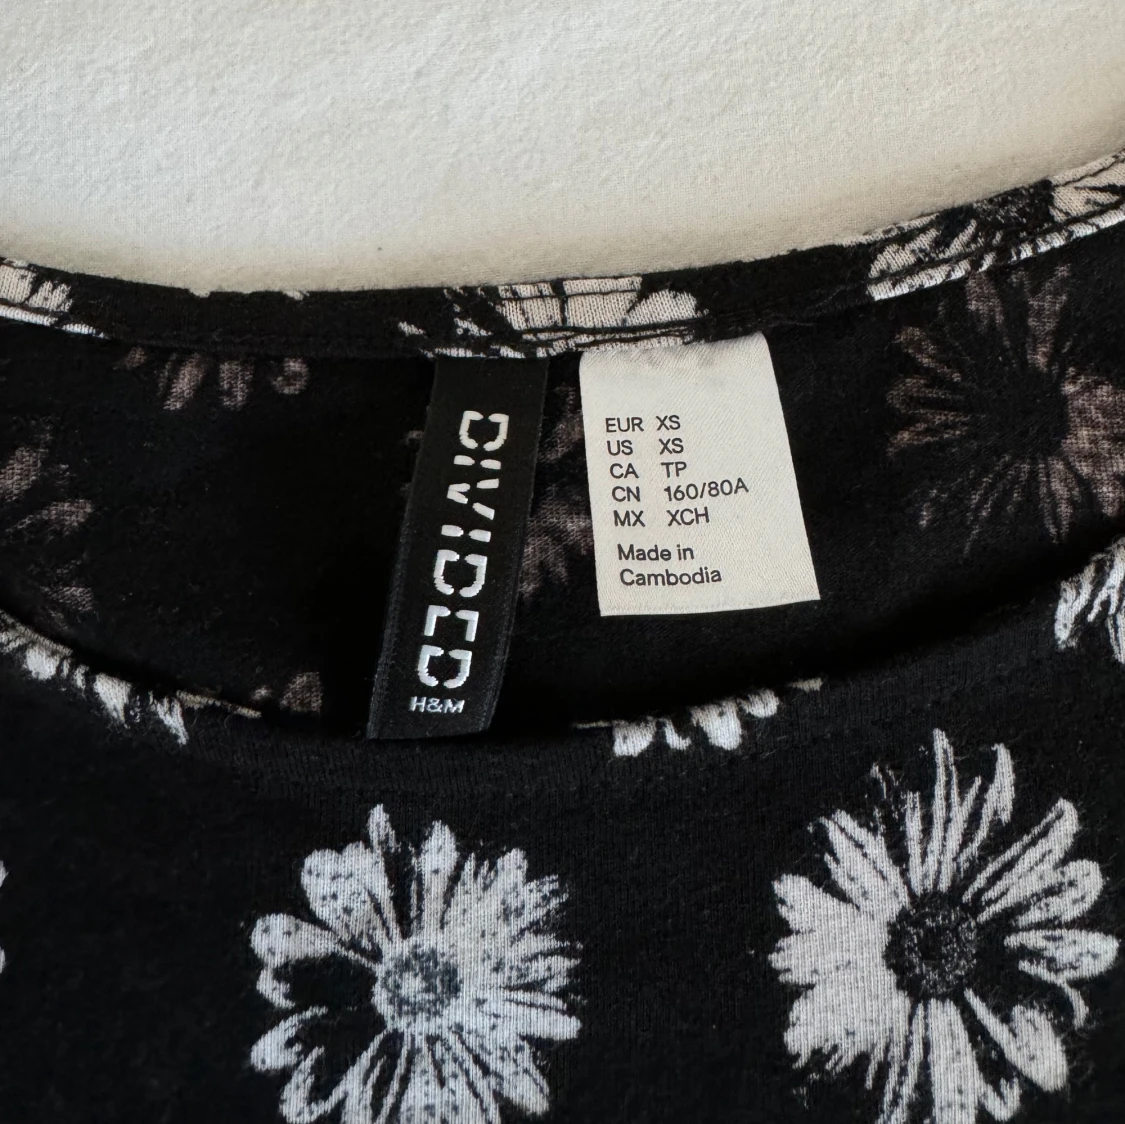 DIVIDED
H&M
EUR XS
US XS
CA TP
CN 160/80A
MX XCH
Made in
Cambodia